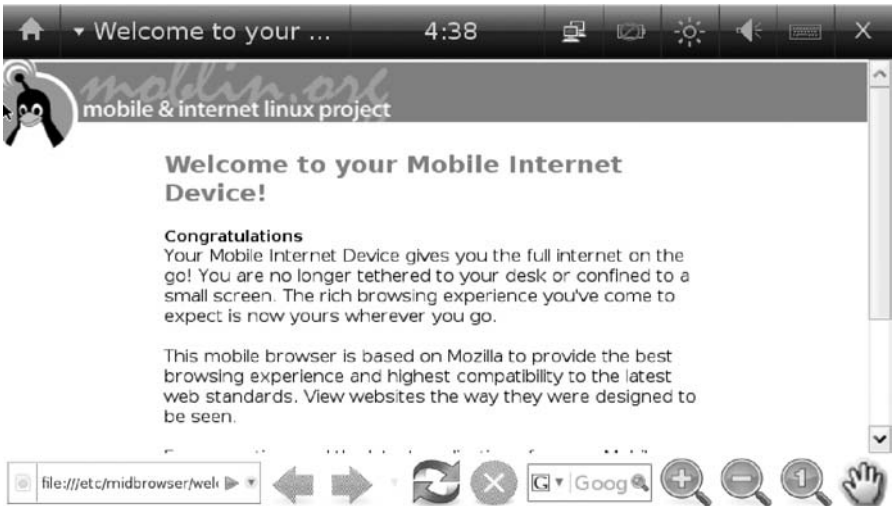 Welcome to your ...
4:38
moblin.org
mobile & internet linux project
Welcome to your Mobile Internet
Device!
Congratulations
Your Mobile Internet Device gives you the full internet on the
go! You are no longer tethered to your desk or confined to a
small screen. The rich browsing experience you've come to
expect is now yours wherever you go.
This mobile browser is based on Mozilla to provide the best
browsing experience and highest compatibility to the latest
web standards. View websites the way they were designed to
be seen.
file:///etc/midbrowser/wel
G
Goog
1